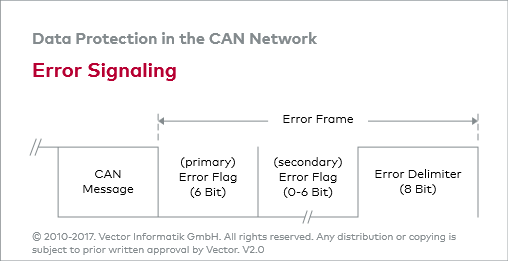 Data Protection in the CAN Network
Error Signaling
Error Frame
CAN
Message
(primary)
Error Flag
(6 Bit)
(secondary)
Error Flag
(0-6 Bit)
Error Delimiter
(8 Bit)
© 2010-2017. Vector Informatik GmbH. All rights reserved. Any distribution or copying is
subject to prior written approval by Vector. V2.0